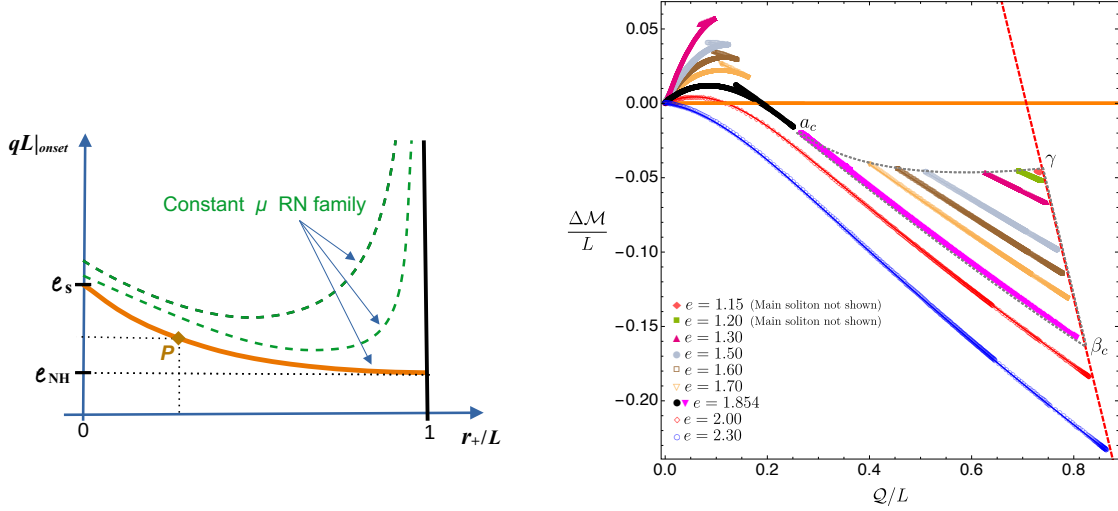 qL|onset
Constant μ RN family
e_S
P
e_NH
0
1
r_+/L
0.05
0.00
-0.05
-0.10
-0.15
-0.20
ΔM/L
a_c
γ
β_c
e = 1.15 (Main soliton not shown)
e = 1.20 (Main soliton not shown)
e = 1.30
e = 1.50
e = 1.60
e = 1.70
e = 1.854
e = 2.00
e = 2.30
0.0 0.2 0.4 0.6 0.8
Q/L